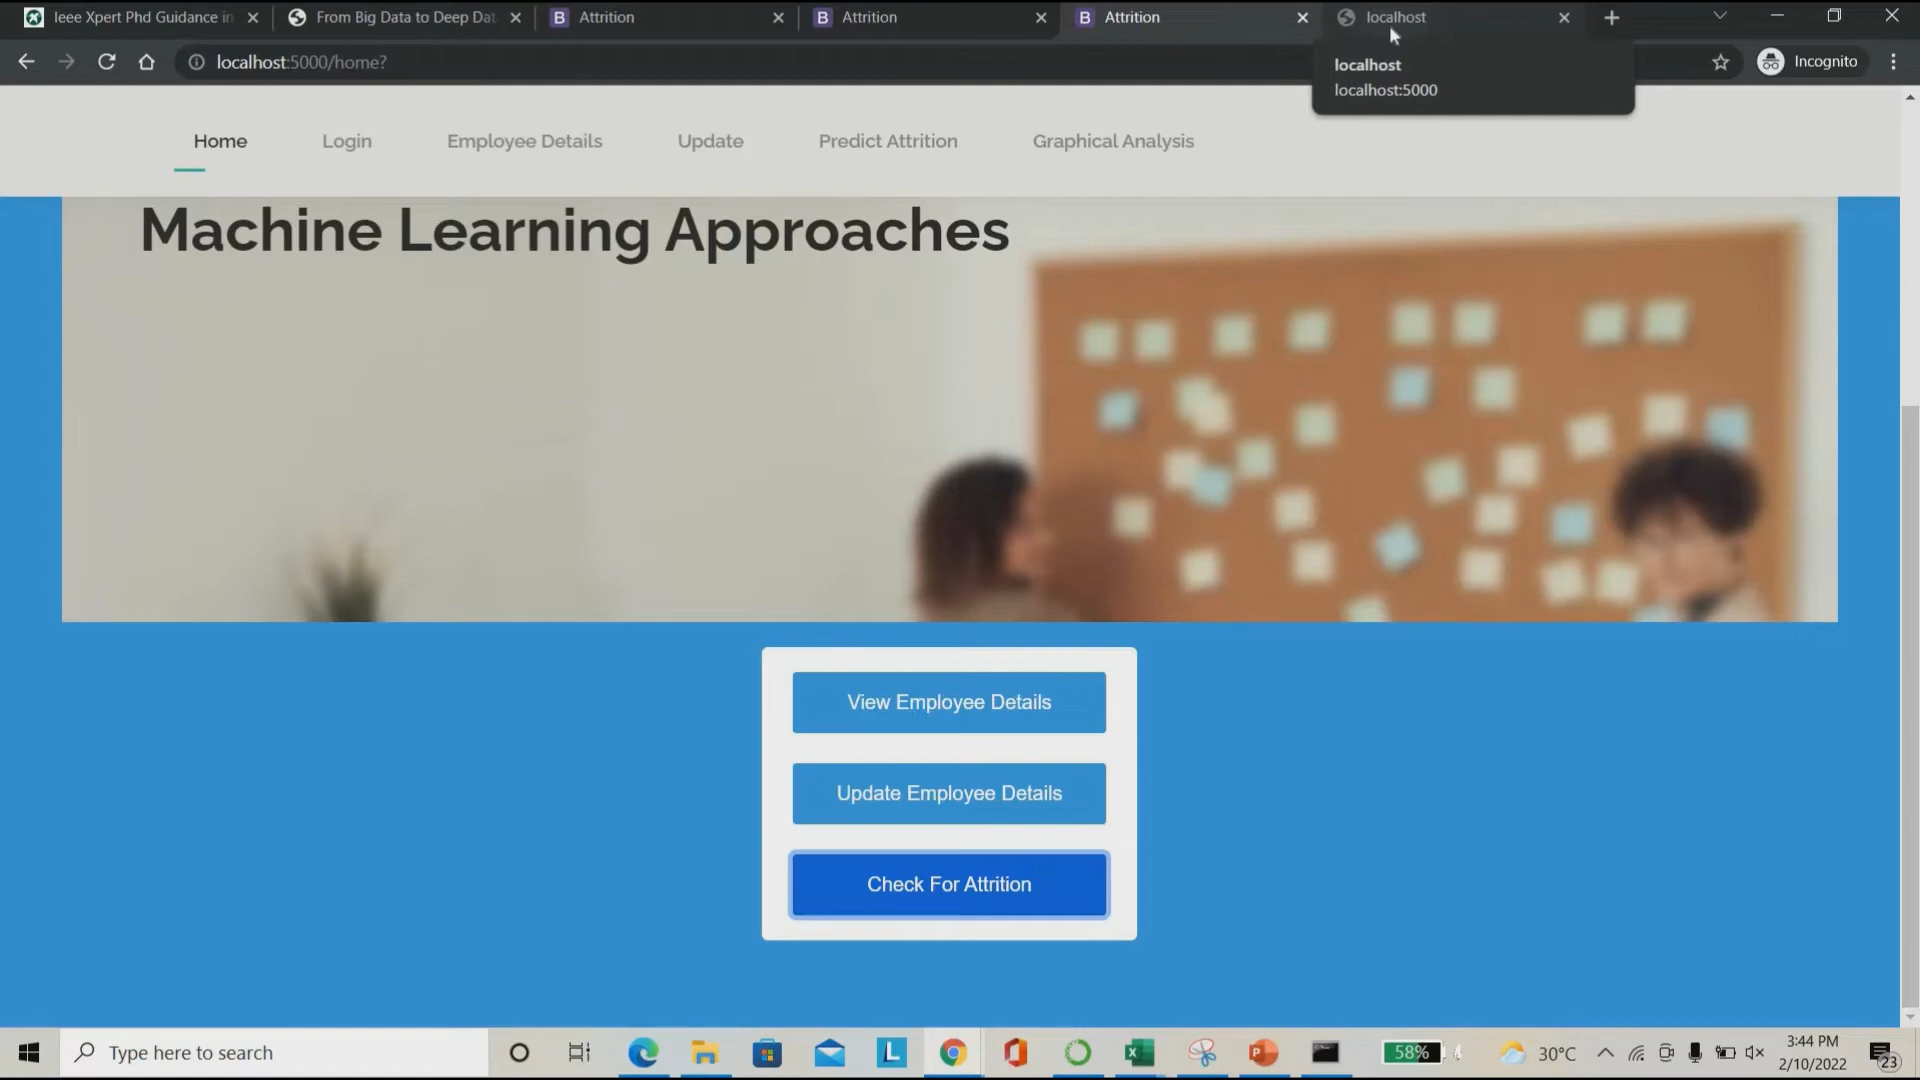 Ieee Xpert Phd Guidance in
From Big Data to Deep Dat
Attrition
Attrition
Attrition
localhost
localhost:5000/home?
Incognito
localhost
localhost:5000
Home
Login
Employee Details
Update
Predict Attrition
Graphical Analysis
Machine Learning Approaches
View Employee Details
Update Employee Details
Check For Attrition
Type here to search
58%
30°C
3:44 PM
2/10/2022
23